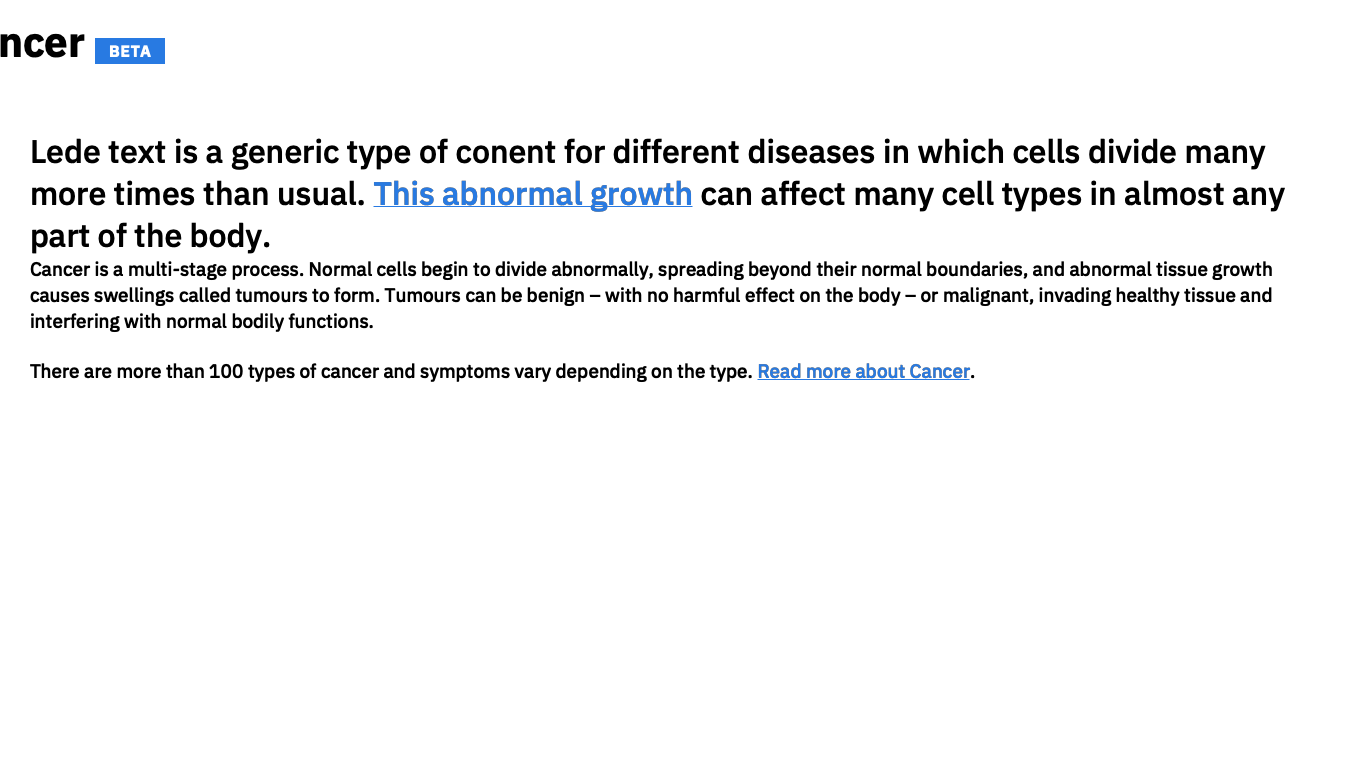 ncer BETA
Lede text is a generic type of conent for different diseases in which cells divide many
more times than usual. This abnormal growth can affect many cell types in almost any
part of the body.
Cancer is a multi-stage process. Normal cells begin to divide abnormally, spreading beyond their normal boundaries, and abnormal tissue growth
causes swellings called tumours to form. Tumours can be benign – with no harmful effect on the body – or malignant, invading healthy tissue and
interfering with normal bodily functions.
There are more than 100 types of cancer and symptoms vary depending on the type. Read more about Cancer.